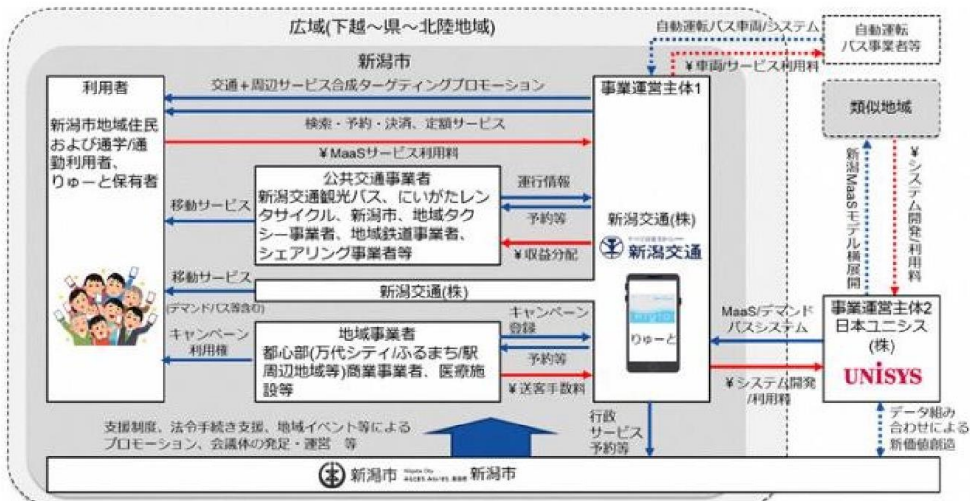 広域(下越～県～北陸地域)
新潟市
自動運転バス車両/システム
自動運転
バス事業者等
¥車両/サービス利用料
利用者
新潟市地域住民
および通学/通
勤利用者、
りゅーと保有者
交通+周辺サービス合成ターゲティングプロモーション
検索・予約・決済、定額サービス
¥MaaSサービス利用料
事業運営主体1
新潟交通(株)
新潟交通
りゅーと
類似地域
新潟MaaSモデル横展開
¥システム開発/利用料
公共交通事業者
新潟交通観光バス、にいがたレン
タサイクル、新潟市、地域タク
シー事業者、地域鉄道事業者、
シェアリング事業者等
移動サービス
運行情報
予約等
¥収益分配
移動サービス
(デマンドバス等含む)
新潟交通(株)
キャンペーン
利用権
地域事業者
都心部(万代シティ/ふるまち/駅
周辺地域等)商業事業者、医療施
設等
キャンペーン
登録
予約等
¥送客手数料
MaaS/デマンド
バスシステム
事業運営主体2
日本ユニシス
(株)
UNiSYS
¥システム開発
/利用料
支援制度、法令手続き支援、地域イベント等による
プロモーション、会議体の発足・運営 等
行政
サービス
予約等
データ組み
合わせによる
新価値創造
新潟市
新潟市